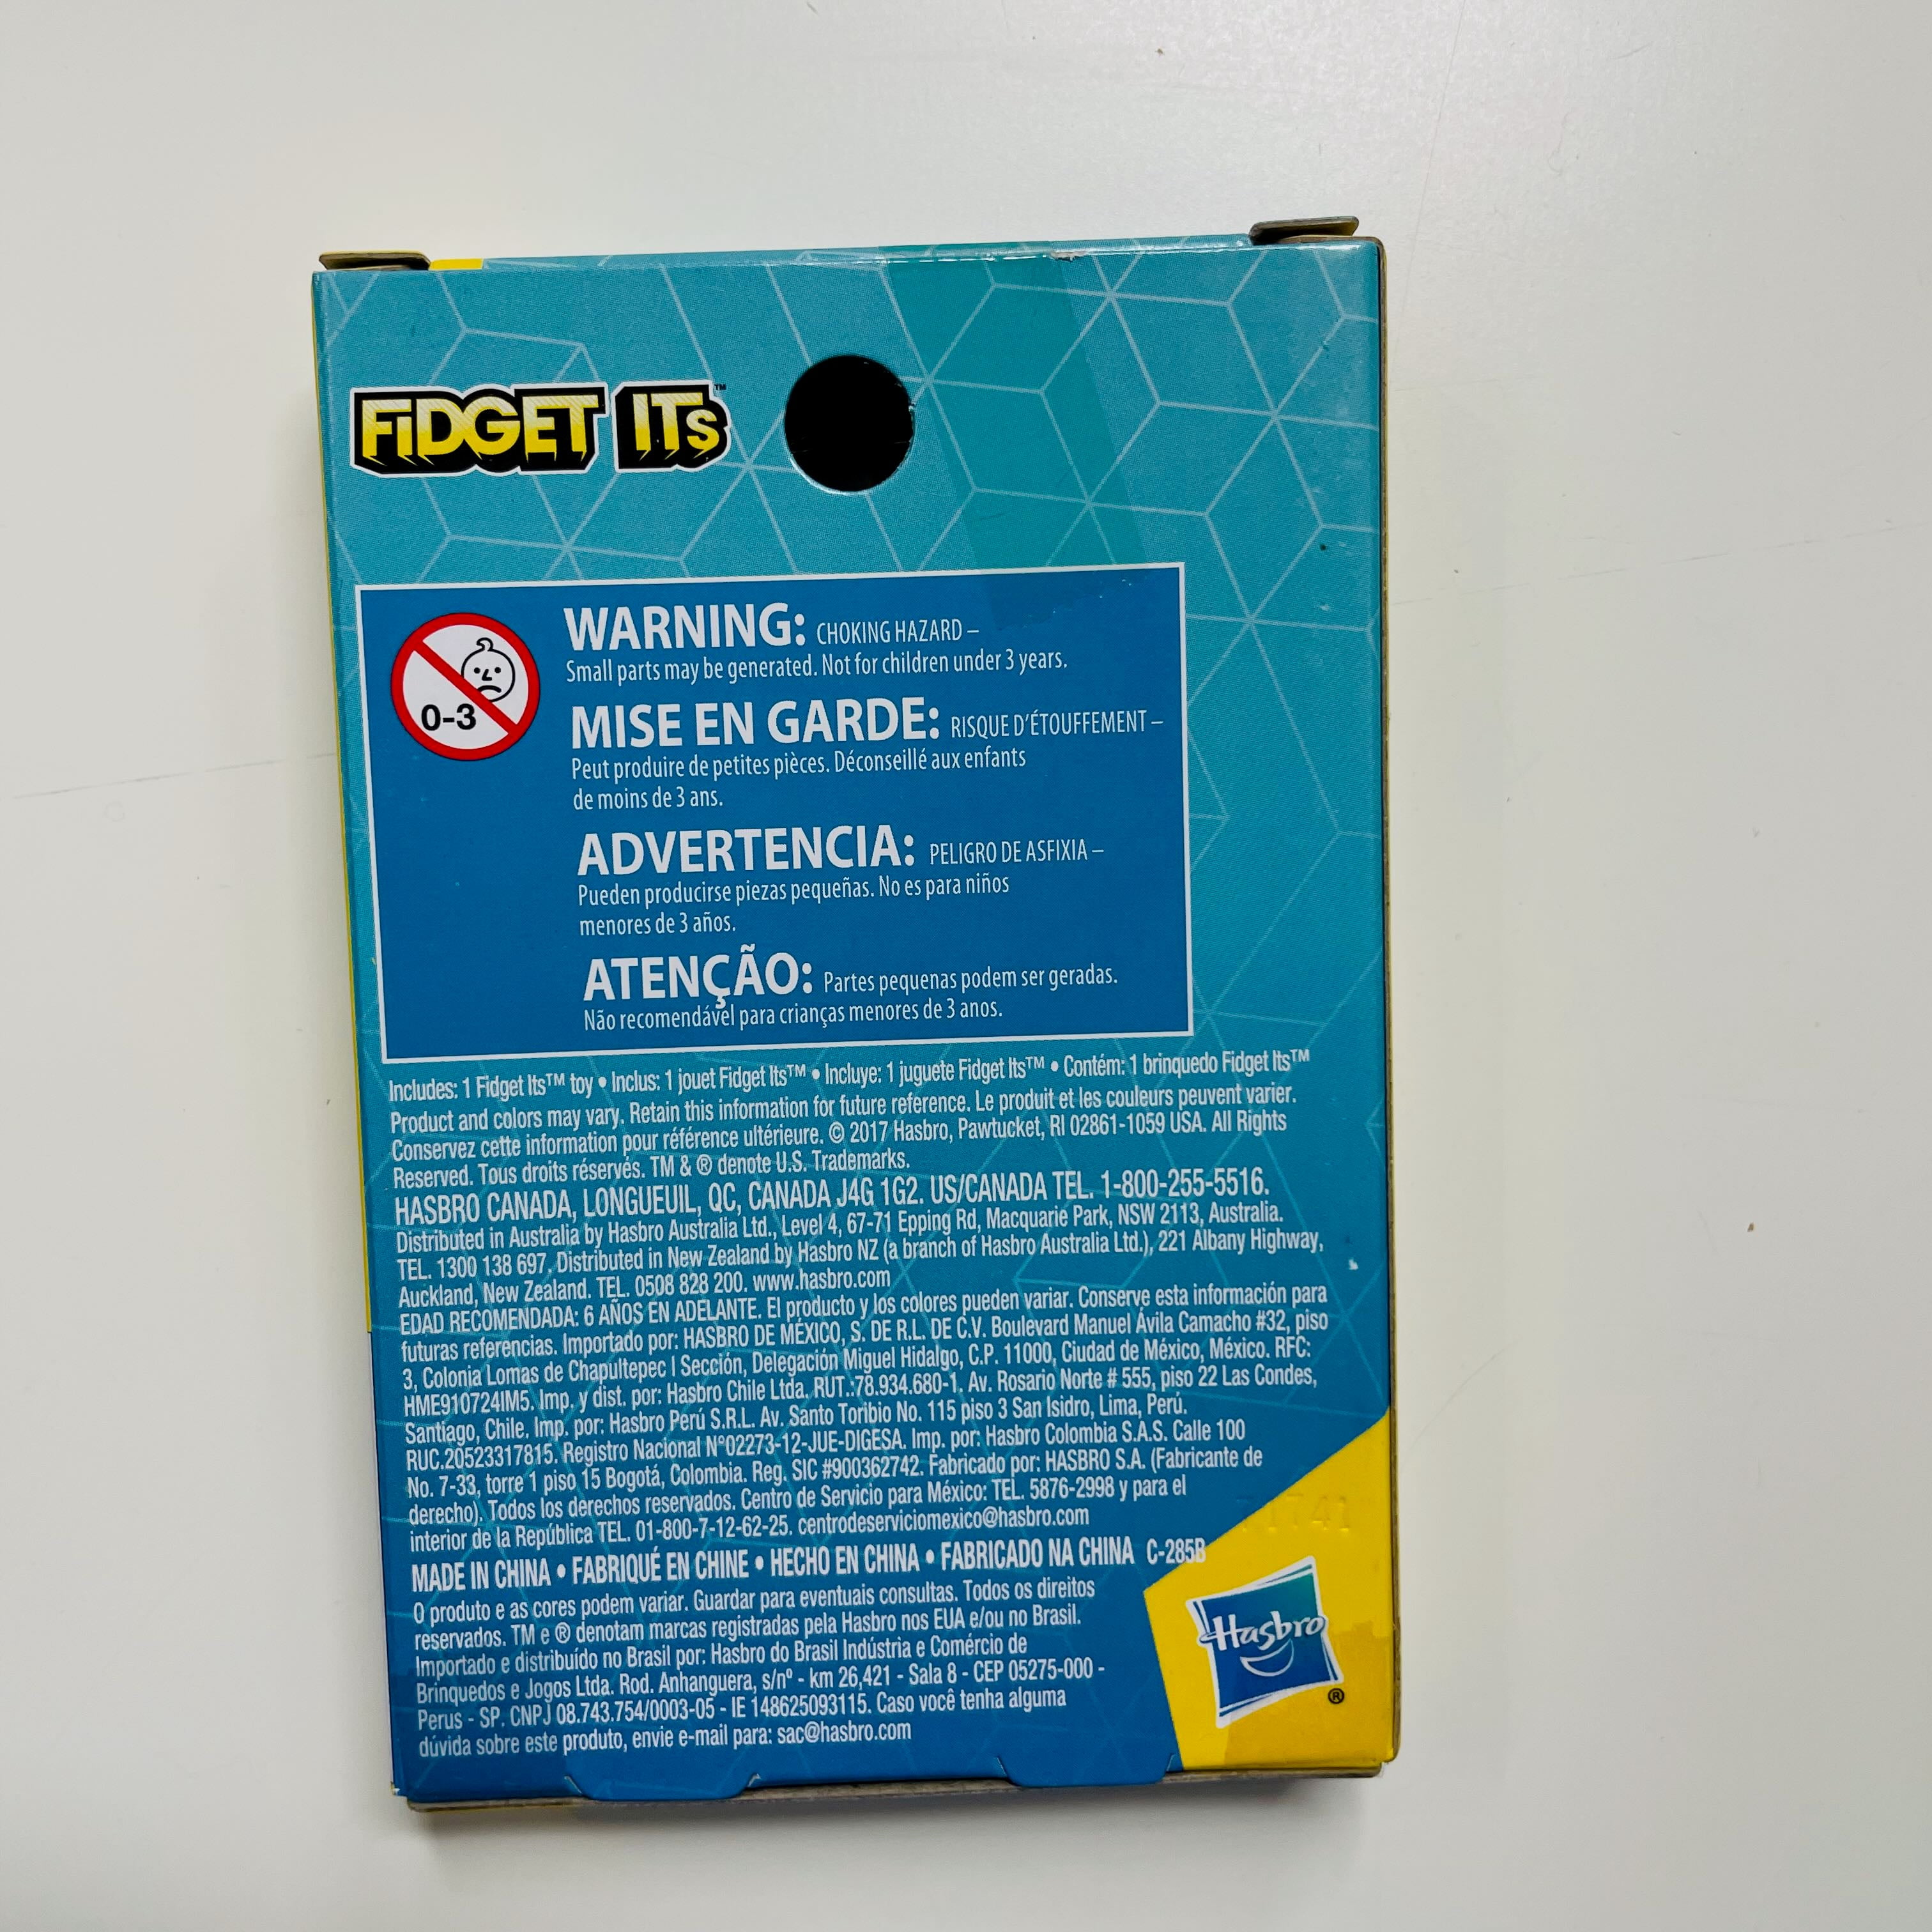 FiDGET ITs™
WARNING: CHOKING HAZARD –
Small parts may be generated. Not for children under 3 years.
0-3
MISE EN GARDE: RISQUE D'ÉTOUFFEMENT –
Peut produire de petites pièces. Déconseillé aux enfants
de moins de 3 ans.
ADVERTENCIA: PELIGRO DE ASFIXIA –
Pueden producirse piezas pequeñas. No es para niños
menores de 3 años.
ATENÇÃO: Partes pequenas podem ser geradas.
Não recomendável para crianças menores de 3 anos.
Includes: 1 Fidget Its™ toy • Inclus: 1 jouet Fidget Its™ • Incluye: 1 juguete Fidget Its™ • Contém: 1 brinquedo Fidget Its™
Product and colors may vary. Retain this information for future reference. Le produit et les couleurs peuvent varier.
Conservez cette information pour référence ultérieure. © 2017 Hasbro, Pawtucket, RI 02861-1059 USA. All Rights
Reserved. Tous droits réservés. TM & ® denote U.S. Trademarks.
HASBRO CANADA, LONGUEUIL, QC, CANADA J4G 1G2. US/CANADA TEL. 1-800-255-5516.
Distributed in Australia by Hasbro Australia Ltd., Level 4, 67-71 Epping Rd, Macquarie Park, NSW 2113, Australia.
TEL. 1300 138 697. Distributed in New Zealand by Hasbro NZ (a branch of Hasbro Australia Ltd.), 221 Albany Highway,
Auckland, New Zealand. TEL. 0508 828 200. www.hasbro.com
EDAD RECOMENDADA: 6 AÑOS EN ADELANTE. El producto y los colores pueden variar. Conserve esta información para
futuras referencias. Importado por: HASBRO DE MÉXICO, S. DE R.L. DE C.V. Boulevard Manuel Ávila Camacho #32, piso
3, Colonia Lomas de Chapultepec I Sección, Delegación Miguel Hidalgo, C.P. 11000, Ciudad de México, México. RFC:
HME910724IM5. Imp. y dist. por: Hasbro Chile Ltda. RUT.:78.934.680-1. Av. Rosario Norte # 555, piso 22 Las Condes,
Santiago, Chile. Imp. por: Hasbro Perú S.R.L. Av. Santo Toribio No. 115 piso 3 San Isidro, Lima, Perú.
RUC.20523317815. Registro Nacional N°02273-12-JUE-DIGESA. Imp. por: Hasbro Colombia S.A.S. Calle 100
No. 7-33, torre 1 piso 15 Bogotá, Colombia. Reg. SIC #900362742. Fabricado por: HASBRO S.A. (Fabricante de
derecho). Todos los derechos reservados. Centro de Servicio para México: TEL. 5876-2998 y para el
interior de la República TEL. 01-800-7-12-62-25. centrodeserviciomexico@hasbro.com
MADE IN CHINA • FABRIQUÉ EN CHINE • HECHO EN CHINA • FABRICADO NA CHINA C-285B
O produto e as cores podem variar. Guardar para eventuais consultas. Todos os direitos
reservados. TM e ® denotam marcas registradas pela Hasbro nos EUA e/ou no Brasil.
Importado e distribuído no Brasil por: Hasbro do Brasil Indústria e Comércio de
Brinquedos e Jogos Ltda. Rod. Anhanguera, s/nº - km 26,421 - Sala 8 - CEP 05275-000 -
Perus - SP. CNPJ 08.743.754/0003-05 - IE 148625093115. Caso você tenha alguma
dúvida sobre este produto, envie e-mail para: sac@hasbro.com
Hasbro
®